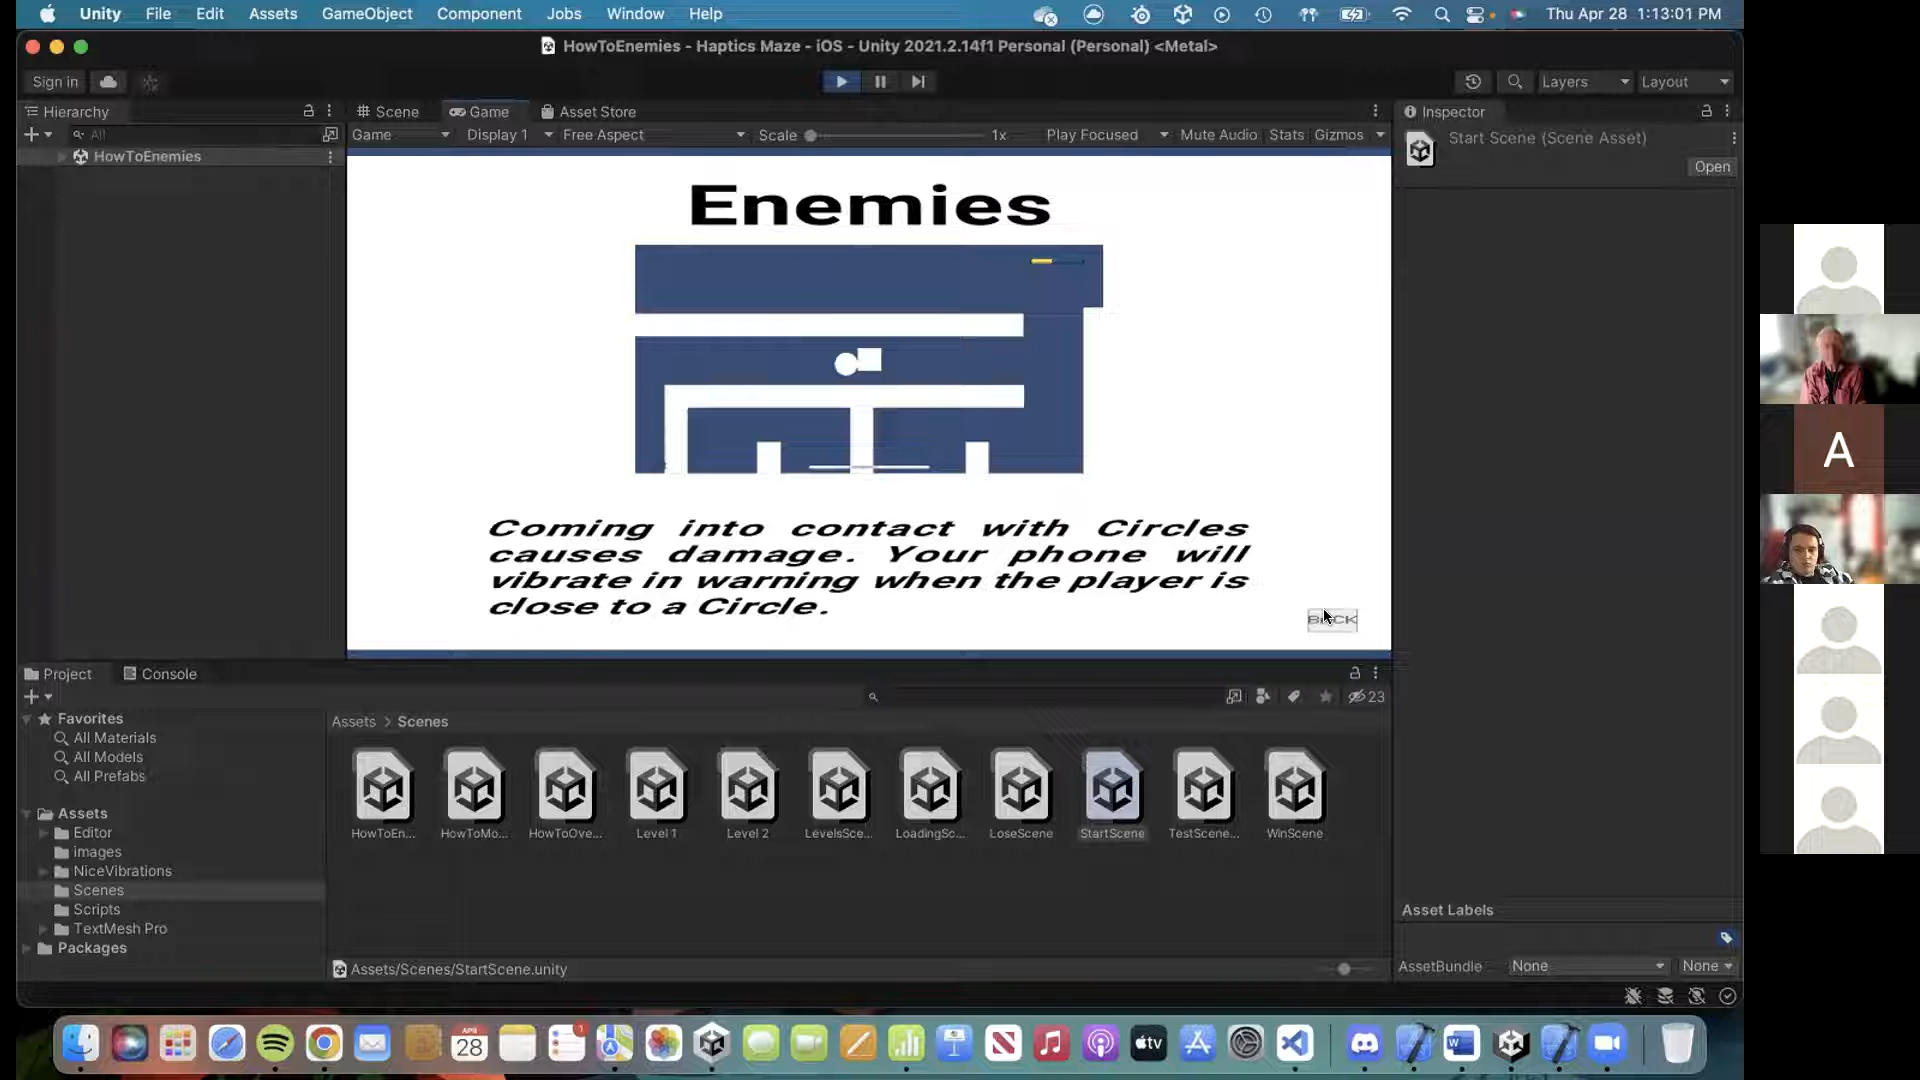 Unity File Edit Assets GameObject Component Jobs Window Help Thu Apr 28 1:13:01 PM
HowToEnemies - Haptics Maze - iOS - Unity 2021.2.14f1 Personal (Personal) <Metal>
Sign in Layers Layout
Hierarchy Scene Game Asset Store Inspector
All Game Display 1 Free Aspect Scale 1x Play Focused Mute Audio Stats Gizmos Start Scene (Scene Asset)
HowToEnemies
Open
Enemies
Coming into contact with Circles
causes damage. Your phone will
vibrate in warning when the player is
close to a Circle.
Project Console
23
Favorites
All Materials
All Models
All Prefabs
Assets
Editor
images
NiceVibrations
Scenes
Scripts
TextMesh Pro
Packages
Assets > Scenes
HowToEn... HowToMo... HowToOve... Level 1 Level 2 LevelsSce... LoadingSc... LoseScene StartScene TestScene... WinScene
Assets/Scenes/StartScene.unity
Asset Labels
AssetBundle None None
A
APR
28
1
tv
W